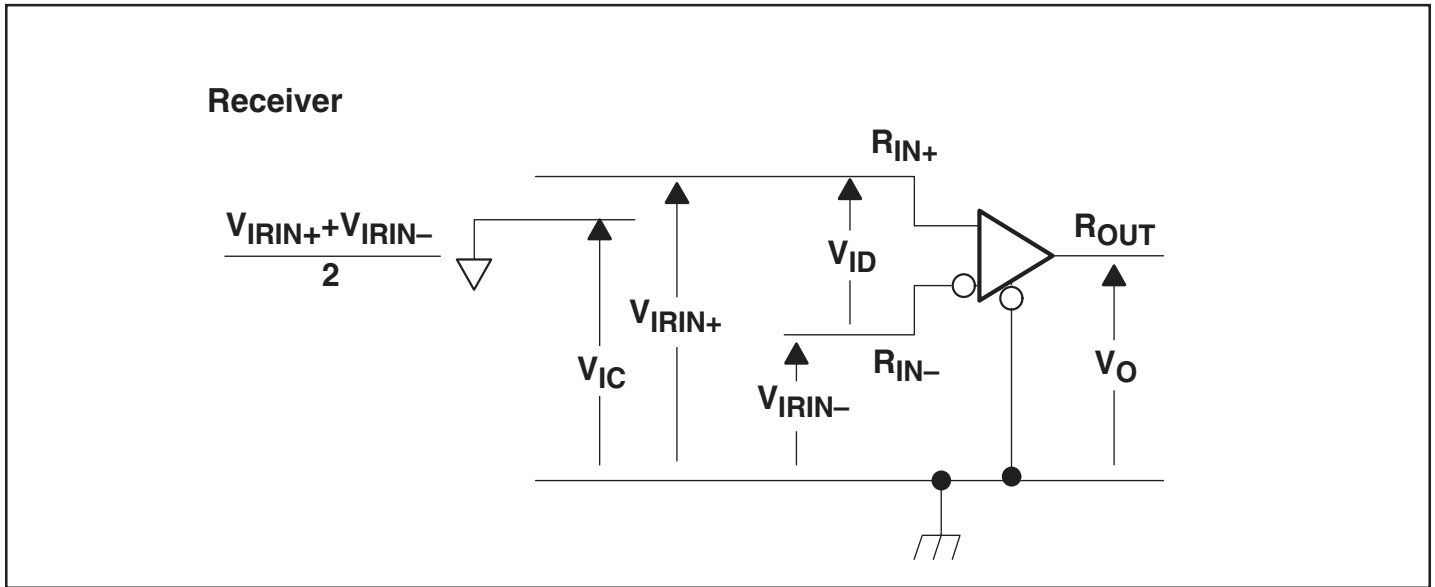 Receiver
RIN+
VIRIN++VIRIN–
2
ROUT
VID
VIRIN+
VIC
RIN–
VO
VIRIN–